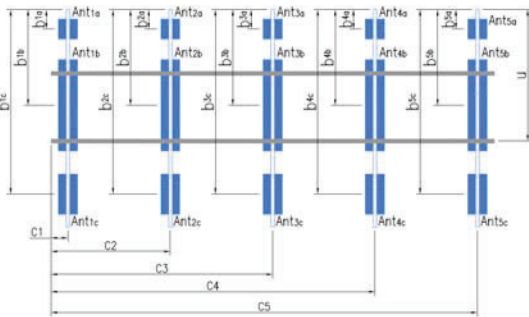 Ant1a Ant2a Ant3a Ant4a Ant5a
b1a b2a b3a b4a b5a
Ant1b Ant2b Ant3b Ant4b Ant5b
b1b b2b b3b b4b b5b
b1c b2c b3c b4c b5c
u
Ant1c Ant2c Ant3c Ant4c Ant5c
C1
C2
C3
C4
C5